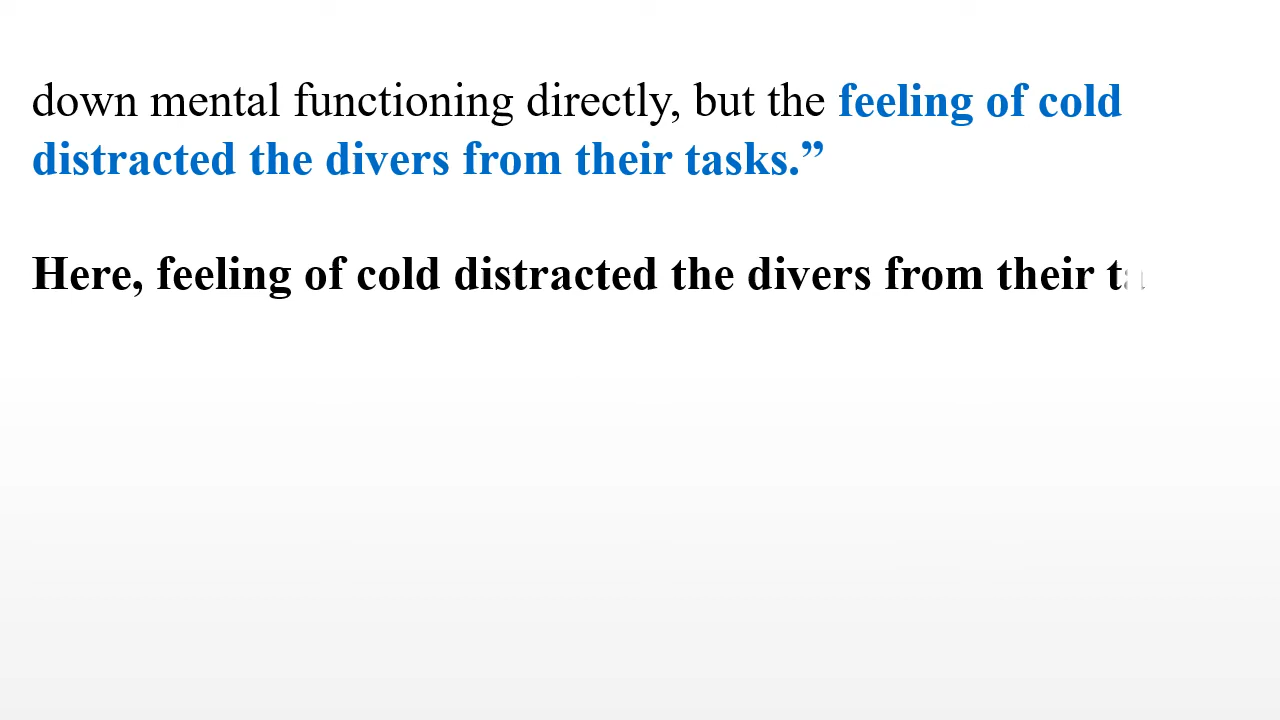 down mental functioning directly, but the feeling of cold
distracted the divers from their tasks.”
Here, feeling of cold distracted the divers from their